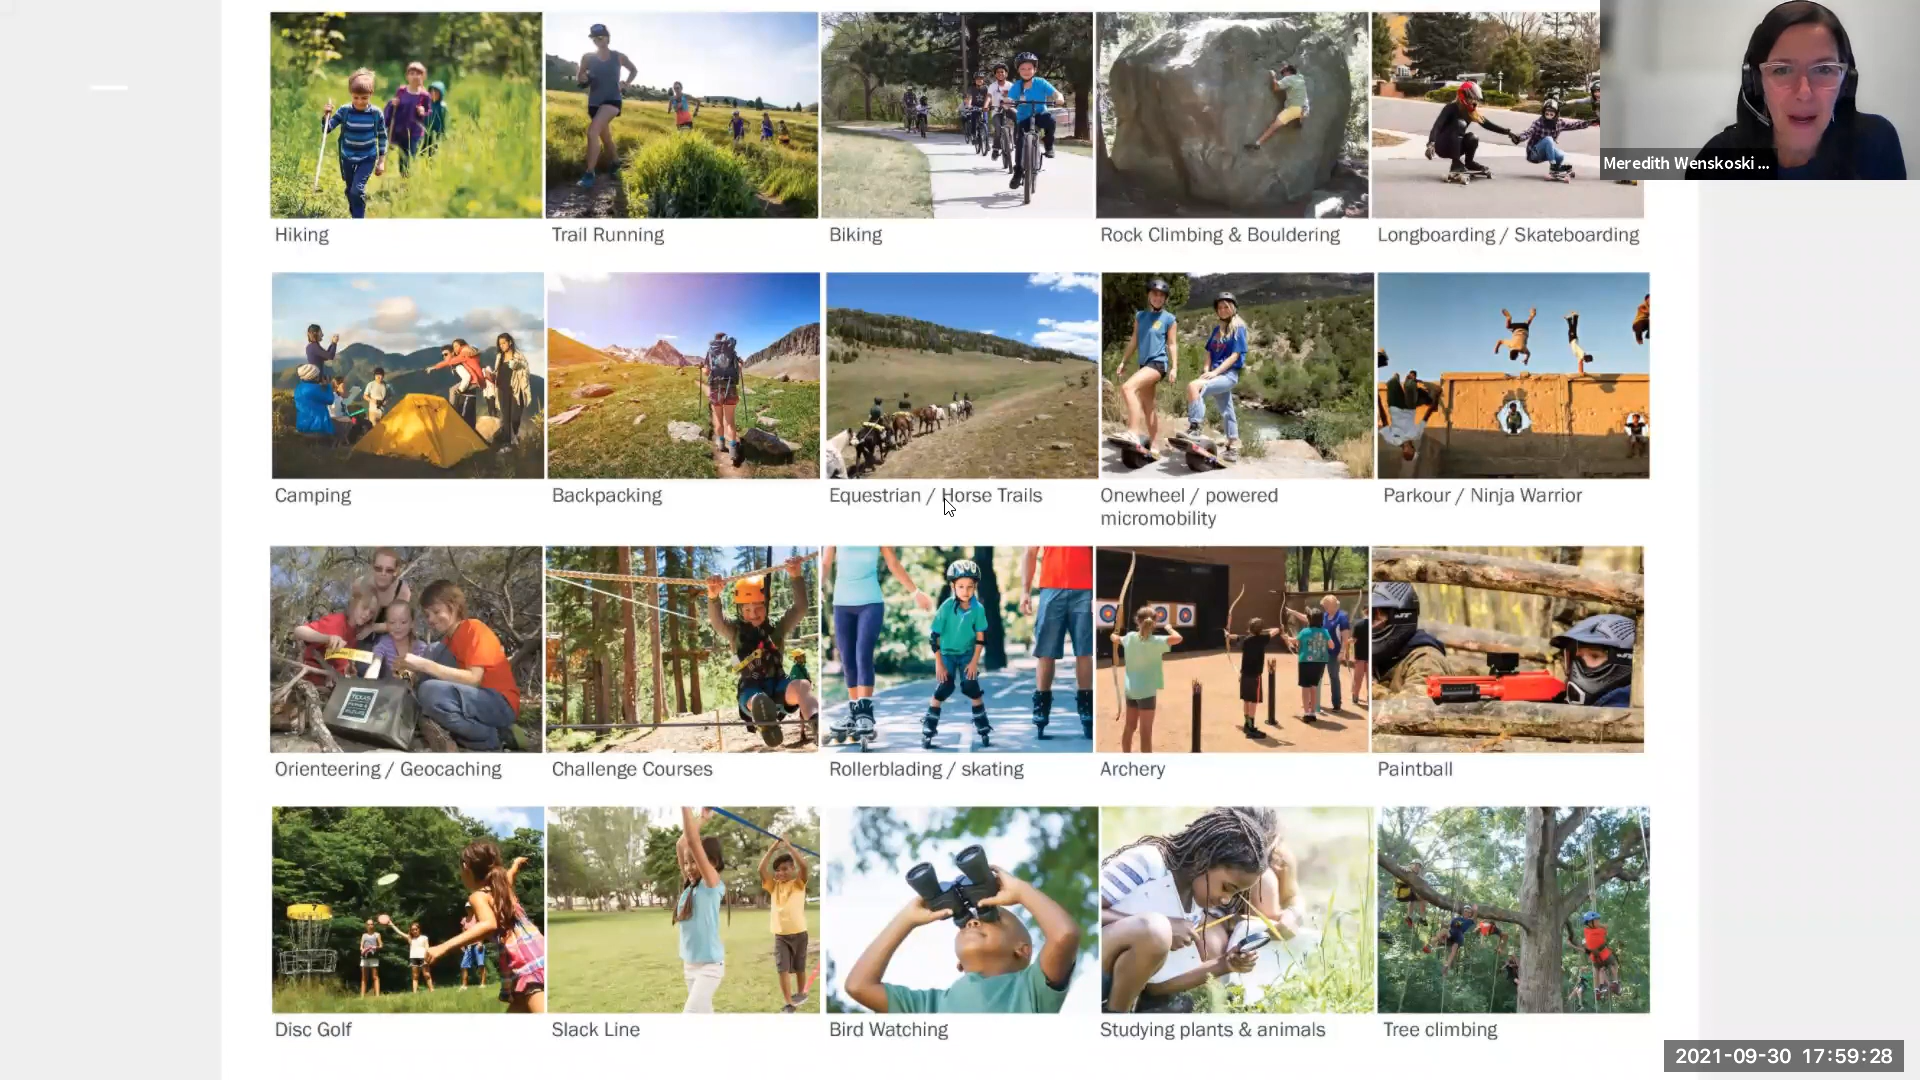 Meredith Wenskoski ...
Hiking
Trail Running
Biking
Rock Climbing & Bouldering
Longboarding / Skateboarding
Camping
Backpacking
Equestrian / Horse Trails
Onewheel / powered
micromobility
Parkour / Ninja Warrior
Orienteering / Geocaching
Challenge Courses
Rollerblading / skating
Archery
Paintball
Disc Golf
Slack Line
Bird Watching
Studying plants & animals
Tree climbing
2021-09-30 17:59:28